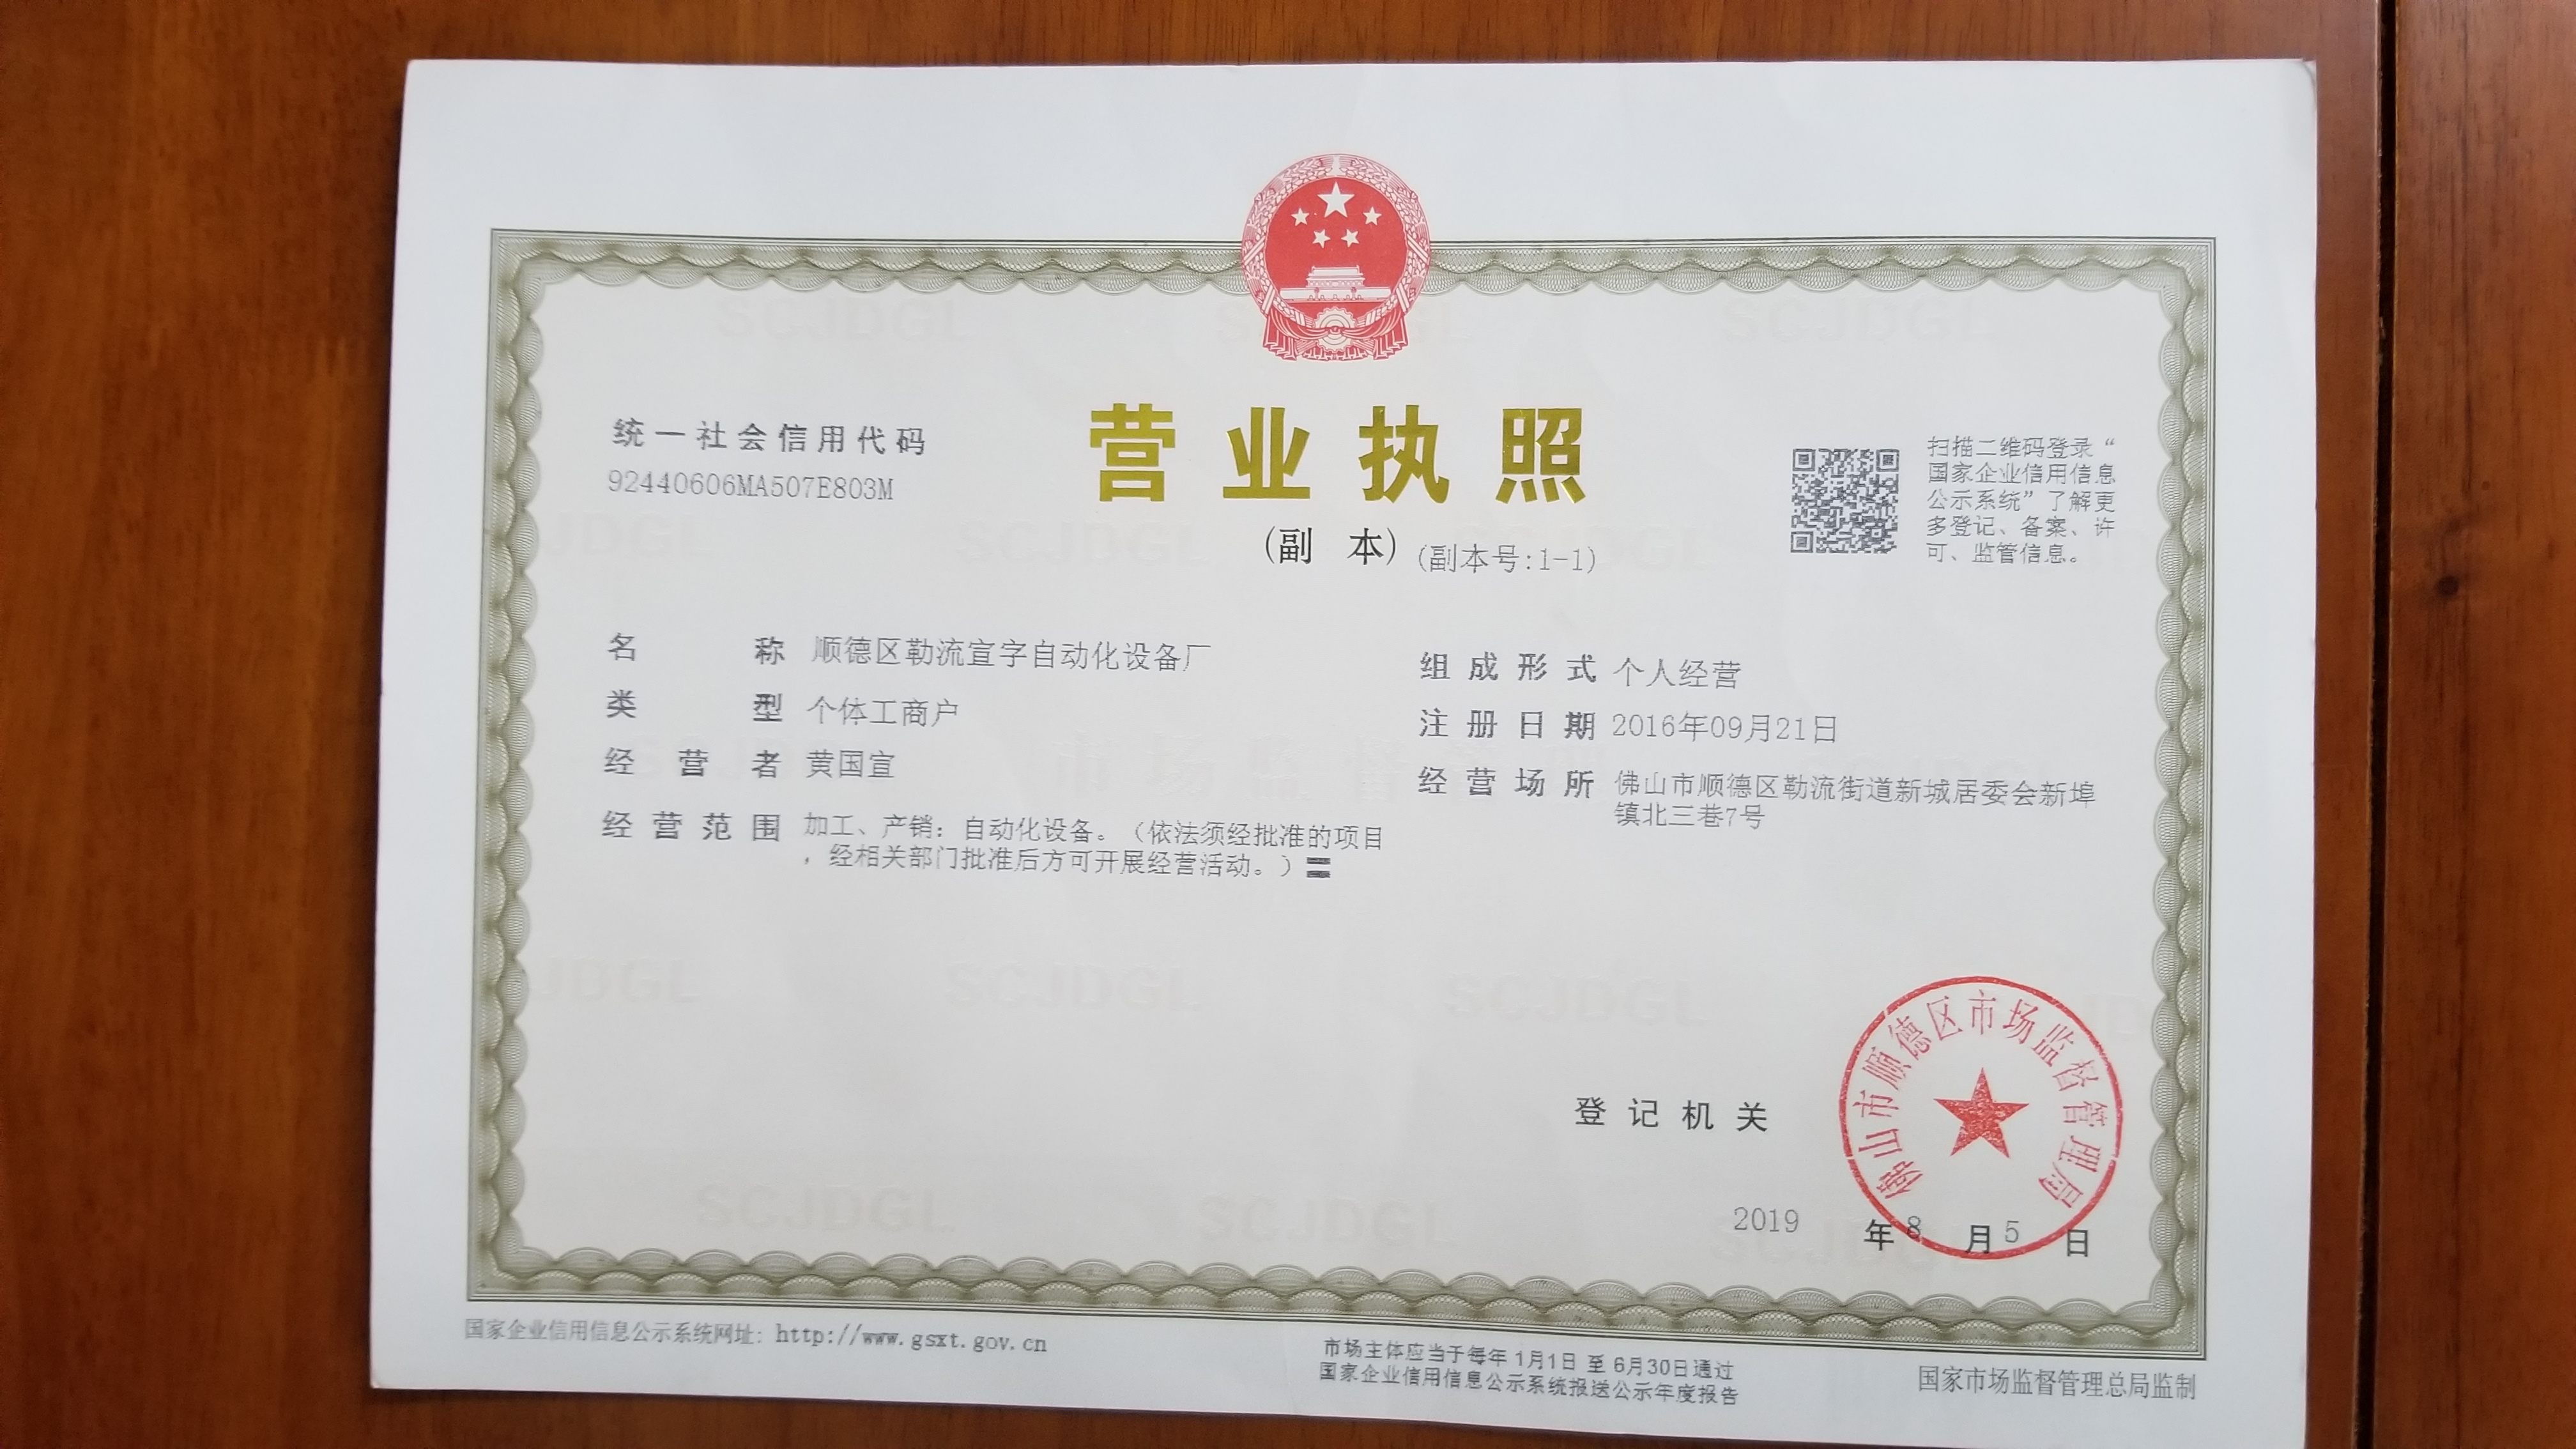 统一社会信用代码
92440606MA507E803M
营业执照
(副 本) (副本号:1-1)
扫描二维码登录“
国家企业信用信息
公示系统”了解更
多登记、备案、许
可、监管信息。
名 称 顺德区勒流宣字自动化设备厂
类 型 个体工商户
经 营 者 黄国宣
经 营 范 围 加工、产销：自动化设备。（依法须经批准的项目
，经相关部门批准后方可开展经营活动。）〓
组 成 形 式 个人经营
注 册 日 期 2016年09月21日
经 营 场 所 佛山市顺德区勒流街道新城居委会新埠
镇北三巷7号
登 记 机 关
佛山市顺德区市场监督管理局
2019 年 8 月 5 日
国家企业信用信息公示系统网址: http://www.gsxt.gov.cn
市场主体应当于每年1月1日 至 6月30日通过
国家企业信用信息公示系统报送公示年度报告
国家市场监督管理总局监制
SCJDGL